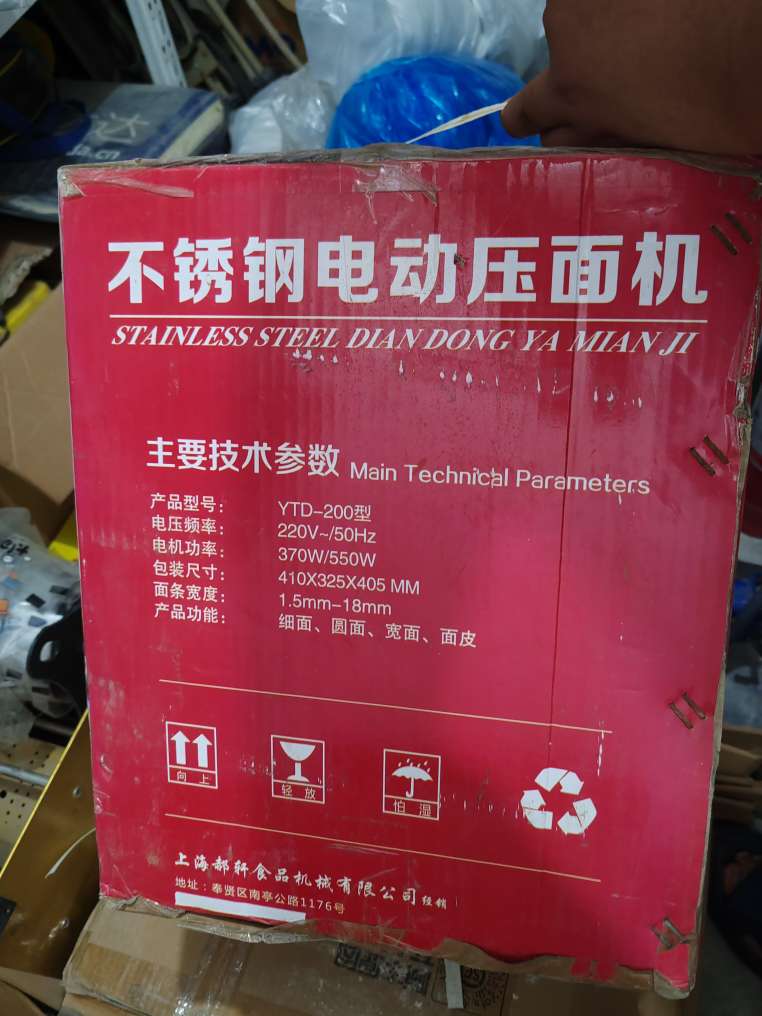 不锈钢电动压面机
STAINLESS STEEL DIAN DONG YA MIAN JI
主要技术参数 Main Technical Parameters
产品型号： YTD-200型
电压频率： 220V~/50Hz
电机功率： 370W/550W
包装尺寸： 410X325X405 MM
面条宽度： 1.5mm-18mm
产品功能： 细面、圆面、宽面、面皮
向上
轻放
怕湿
上海郝轩食品机械有限公司 经销
地址：奉贤区南亭公路1176号